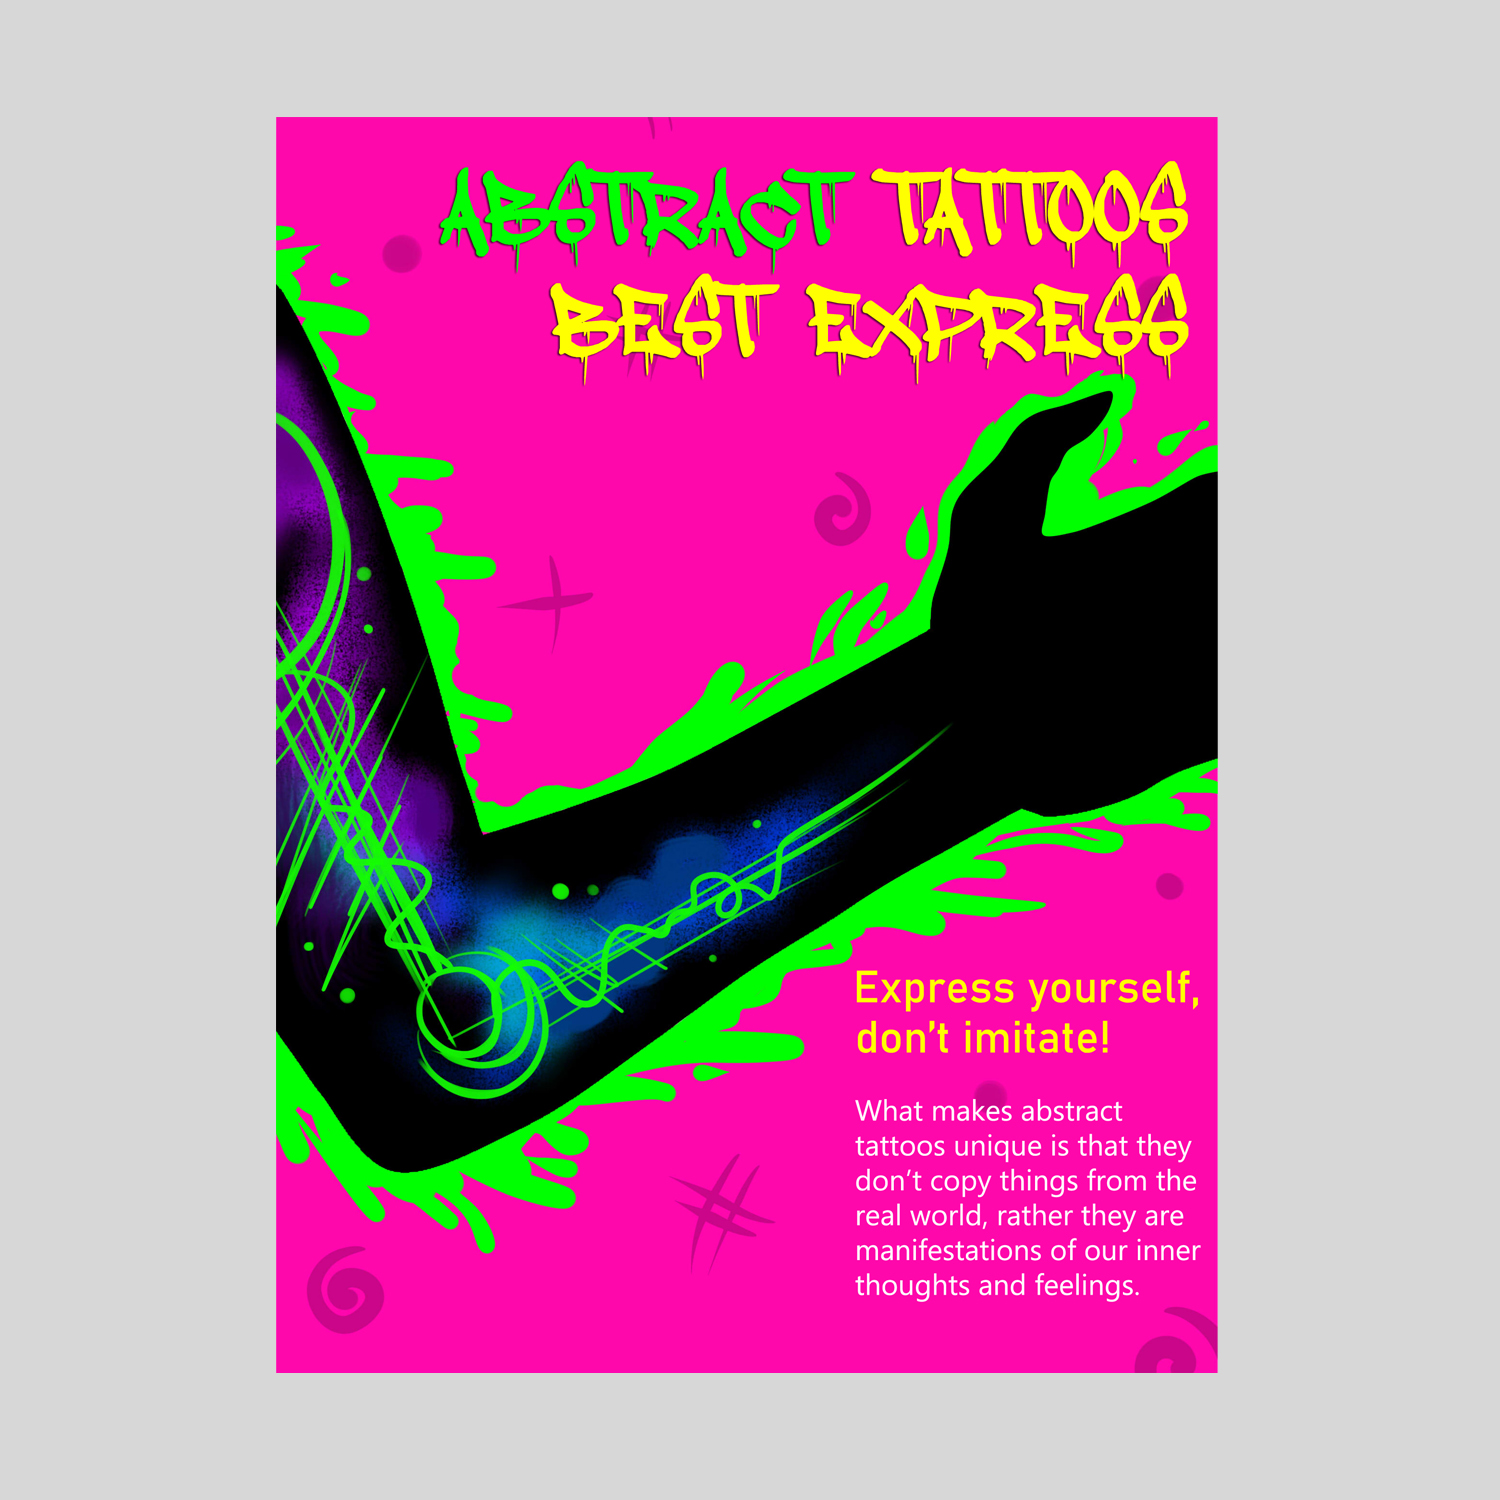 ABSTRACT TATTOOS
BEST EXPRESS
Express yourself,
don’t imitate!
What makes abstract
tattoos unique is that they
don’t copy things from the
real world, rather they are
manifestations of our inner
thoughts and feelings.